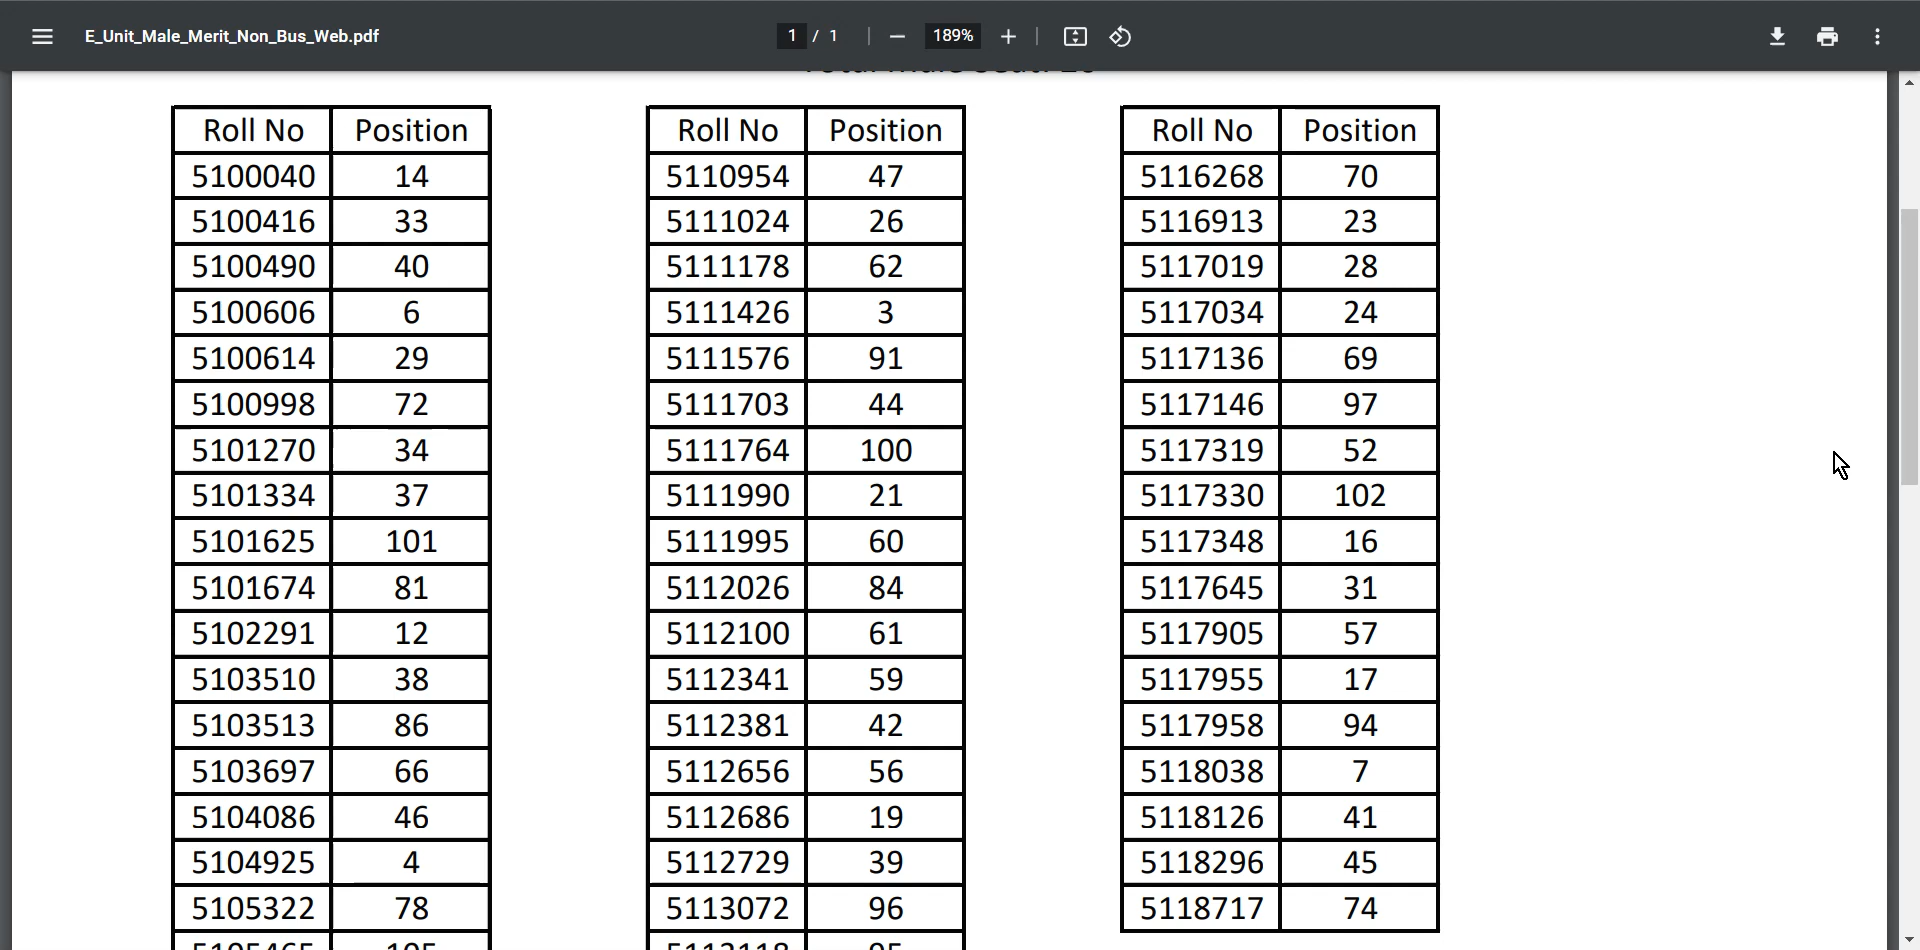 E_Unit_Male_Merit_Non_Bus_Web.pdf 1 / 1 189%
Roll No Position Roll No Position Roll No Position
5100040 14 5110954 47 5116268 70
5100416 33 5111024 26 5116913 23
5100490 40 5111178 62 5117019 28
5100606 6 5111426 3 5117034 24
5100614 29 5111576 91 5117136 69
5100998 72 5111703 44 5117146 97
5101270 34 5111764 100 5117319 52
5101334 37 5111990 21 5117330 102
5101625 101 5111995 60 5117348 16
5101674 81 5112026 84 5117645 31
5102291 12 5112100 61 5117905 57
5103510 38 5112341 59 5117955 17
5103513 86 5112381 42 5117958 94
5103697 66 5112656 56 5118038 7
5104086 46 5112686 19 5118126 41
5104925 4 5112729 39 5118296 45
5105322 78 5113072 96 5118717 74